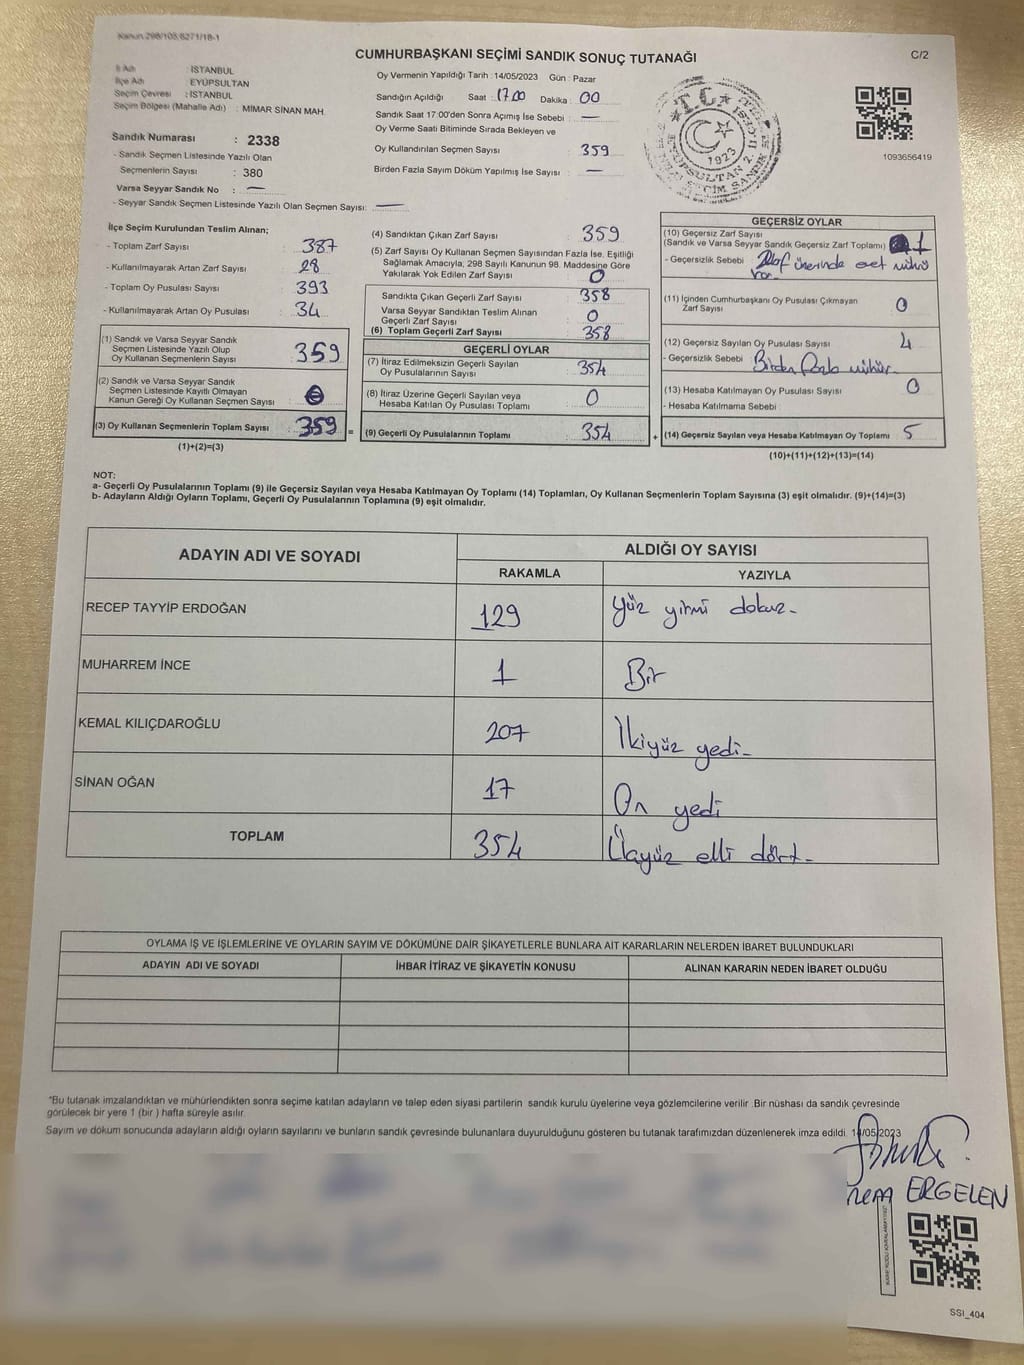 Kanun 298/105,6271/18-1
CUMHURBAŞKANI SEÇİMİ SANDIK SONUÇ TUTANAĞI
C/2
İl Adı : İSTANBUL
İlçe Adı : EYÜPSULTAN
Seçim Çevresi : İSTANBUL
Seçim Bölgesi (Mahalle Adı) : MİMAR SİNAN MAH.
Sandık Numarası : 2338
- Sandık Seçmen Listesinde Yazılı Olan
Seçmenlerin Sayısı : 380
Varsa Seyyar Sandık No : —
- Seyyar Sandık Seçmen Listesinde Yazılı Olan Seçmen Sayısı: —
Oy Vermenin Yapıldığı Tarih : 14/05/2023 Gün : Pazar
Sandığın Açıldığı Saat : 17.00 Dakika : 00
Sandık Saat 17:00'den Sonra Açımış İse Sebebi : —
Oy Verme Saati Bitiminde Sırada Bekleyen ve
Oy Kullandırılan Seçmen Sayısı : 359
Birden Fazla Sayım Döküm Yapılmış İse Sayısı : —
T.C.
1923
1093656419
İlçe Seçim Kurulundan Teslim Alınan;
- Toplam Zarf Sayısı : 387
- Kullanılmayarak Artan Zarf Sayısı : 28
- Toplam Oy Pusulası Sayısı : 393
- Kullanılmayarak Artan Oy Pusulası : 34
(1) Sandık ve Varsa Seyyar Sandık
Seçmen Listesinde Yazılı Olup
Oy Kullanan Seçmenlerin Sayısı : 359
(2) Sandık ve Varsa Seyyar Sandık
Seçmen Listesinde Kayıtlı Olmayan
Kanun Gereği Oy Kullanan Seçmen Sayısı : 0
(3) Oy Kullanan Seçmenlerin Toplam Sayısı : 359 =
(1)+(2)=(3)
(4) Sandıktan Çıkan Zarf Sayısı : 359
(5) Zarf Sayısı Oy Kullanan Seçmen Sayısından Fazla İse, Eşitliği
Sağlamak Amacıyla, 298 Sayılı Kanunun 98. Maddesine Göre
Yakılarak Yok Edilen Zarf Sayısı : 0
Sandıkta Çıkan Geçerli Zarf Sayısı : 358
Varsa Seyyar Sandıktan Teslim Alınan
Geçerli Zarf Sayısı : 0
(6) Toplam Geçerli Zarf Sayısı : 358
GEÇERLİ OYLAR
(7) İtiraz Edilmeksizin Geçerli Sayılan
Oy Pusulalarının Sayısı : 354
(8) İtiraz Üzerine Geçerli Sayılan veya
Hesaba Katılan Oy Pusulaları Toplamı : 0
(9) Geçerli Oy Pusulalarının Toplamı : 354 +
GEÇERSİZ OYLAR
(10) Geçersiz Zarf Sayısı
(Sandık ve Varsa Seyyar Sandık Geçersiz Zarf Toplamı) : 1
- Geçersizlik Sebebi : Zarf üzerinde evet mührü
var.
(11) İçinden Cumhurbaşkanı Oy Pusulası Çıkmayan
Zarf Sayısı : 0
(12) Geçersiz Sayılan Oy Pusulası Sayısı : 4
- Geçersizlik Sebebi : Birden fazla mühür.
(13) Hesaba Katılmayan Oy Pusulası Sayısı : 0
- Hesaba Katılmama Sebebi
(14) Geçersiz Sayılan veya Hesaba Katılmayan Oy Toplamı : 5
(10)+(11)+(12)+(13)=(14)
NOT:
a- Geçerli Oy Pusulalarının Toplamı (9) ile Geçersiz Sayılan veya Hesaba Katılmayan Oy Toplamı (14) Toplamları, Oy Kullanan Seçmenlerin Toplam Sayısına (3) eşit olmalıdır. (9)+(14)=(3)
b- Adayların Aldığı Oyların Toplamı, Geçerli Oy Pusulalarının Toplamına (9) eşit olmalıdır.
ADAYIN ADI VE SOYADI
ALDIĞI OY SAYISI
RAKAMLA YAZIYLA
RECEP TAYYİP ERDOĞAN 129 Yüz yirmi dokuz-
MUHARREM İNCE 1 Bir
KEMAL KILIÇDAROĞLU 207 İkiyüz yedi-
SİNAN OĞAN 17 On yedi
TOPLAM 354 Üçyüz elli dört-
OYLAMA İŞ VE İŞLEMLERİNE VE OYLARIN SAYIM VE DÖKÜMÜNE DAİR ŞİKAYETLERLE BUNLARA AİT KARARLARIN NELERDEN İBARET BULUNDUKLARI
ADAYIN ADI VE SOYADI İHBAR İTİRAZ VE ŞİKAYETİN KONUSU ALINAN KARARIN NEDEN İBARET OLDUĞU
*Bu tutanak imzalandıktan ve mühürlendikten sonra seçime katılan adayların ve talep eden siyasi partilerin sandık kurulu üyelerine veya gözlemcilerine verilir .Bir nüshası da sandık çevresinde
görülecek bir yere 1 (bir ) hafta süreyle asılır.
Sayım ve döküm sonucunda adayların aldığı oyların sayılarını ve bunların sandık çevresinde bulunanlara duyurulduğunu gösteren bu tutanak tarafımızdan düzenlenerek imza edildi. 14/05/2023
ERGELEN
SSI_404